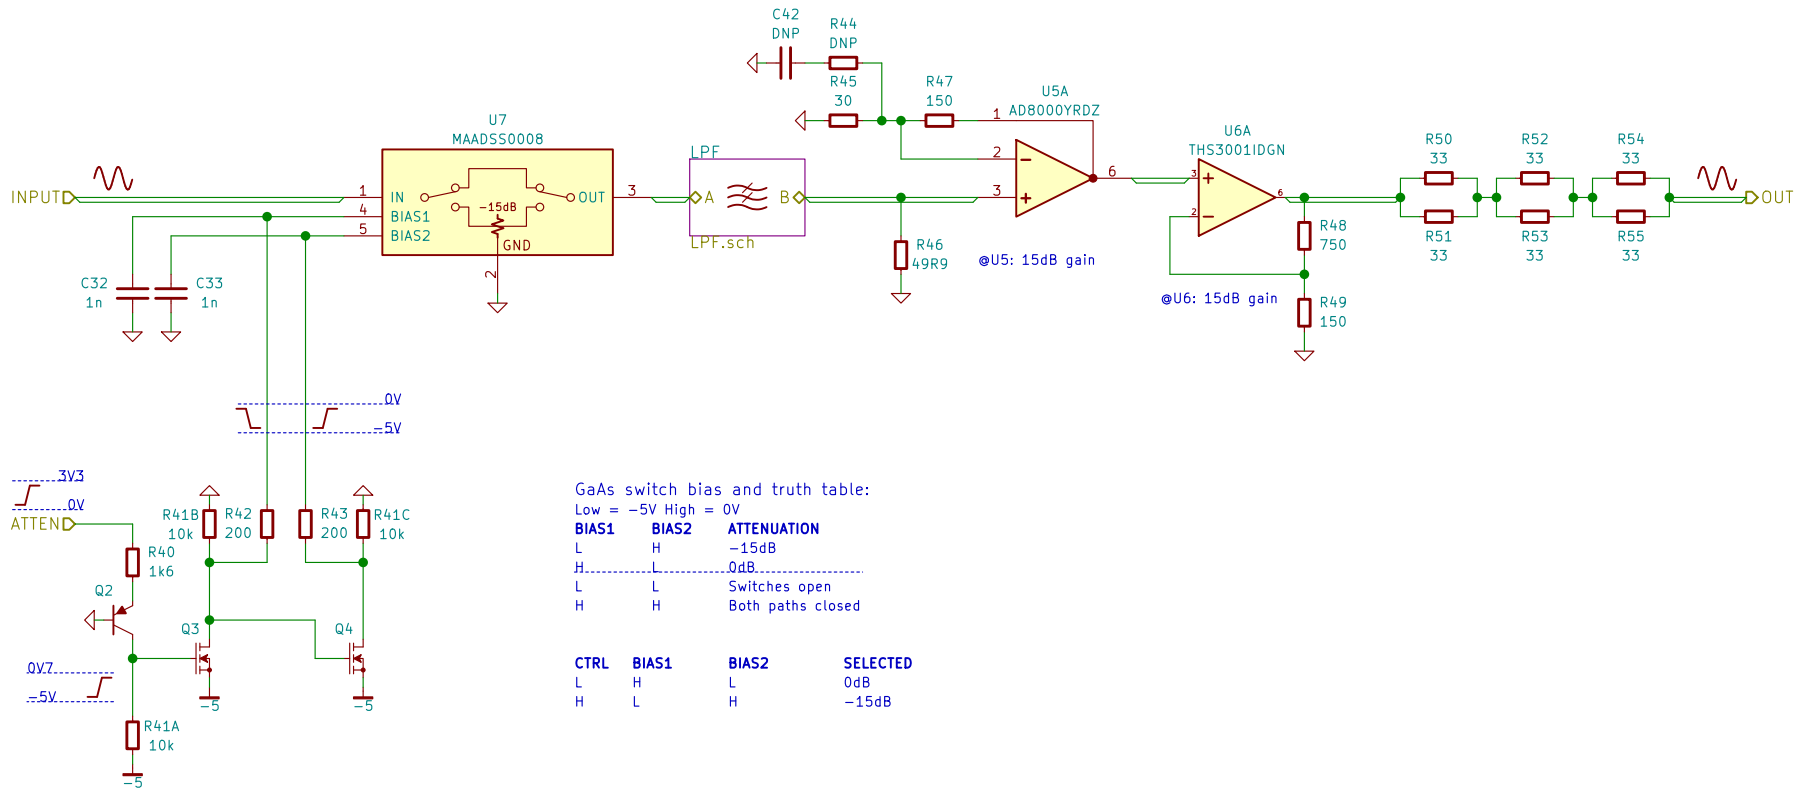 C42
DNP
R44
DNP
R45
30
R47
150
U5A
AD8000YRDZ
1
2
3
6
U7
MAADSS0008
INPUT
1
4
5
IN
BIAS1
BIAS2
-15dB
OUT
GND
3
2
LPF
A
B
LPF.sch
R46
49R9
@U5: 15dB gain
U6A
THS3001IDGN
3
2
6
@U6: 15dB gain
R48
750
R49
150
R50
33
R52
33
R54
33
R51
33
R53
33
R55
33
OUT
C32
1n
C33
1n
0V
-5V
3V3
0V
ATTEN
R41B
10k
R42
200
R43
200
R41C
10k
R40
1k6
Q2
Q3
Q4
0V7
-5V
-5
-5
R41A
10k
-5
GaAs switch bias and truth table:
Low = -5V High = 0V
BIAS1 BIAS2 ATTENUATION
L H -15dB
H L 0dB
L L Switches open
H H Both paths closed
CTRL BIAS1 BIAS2 SELECTED
L H L 0dB
H L H -15dB